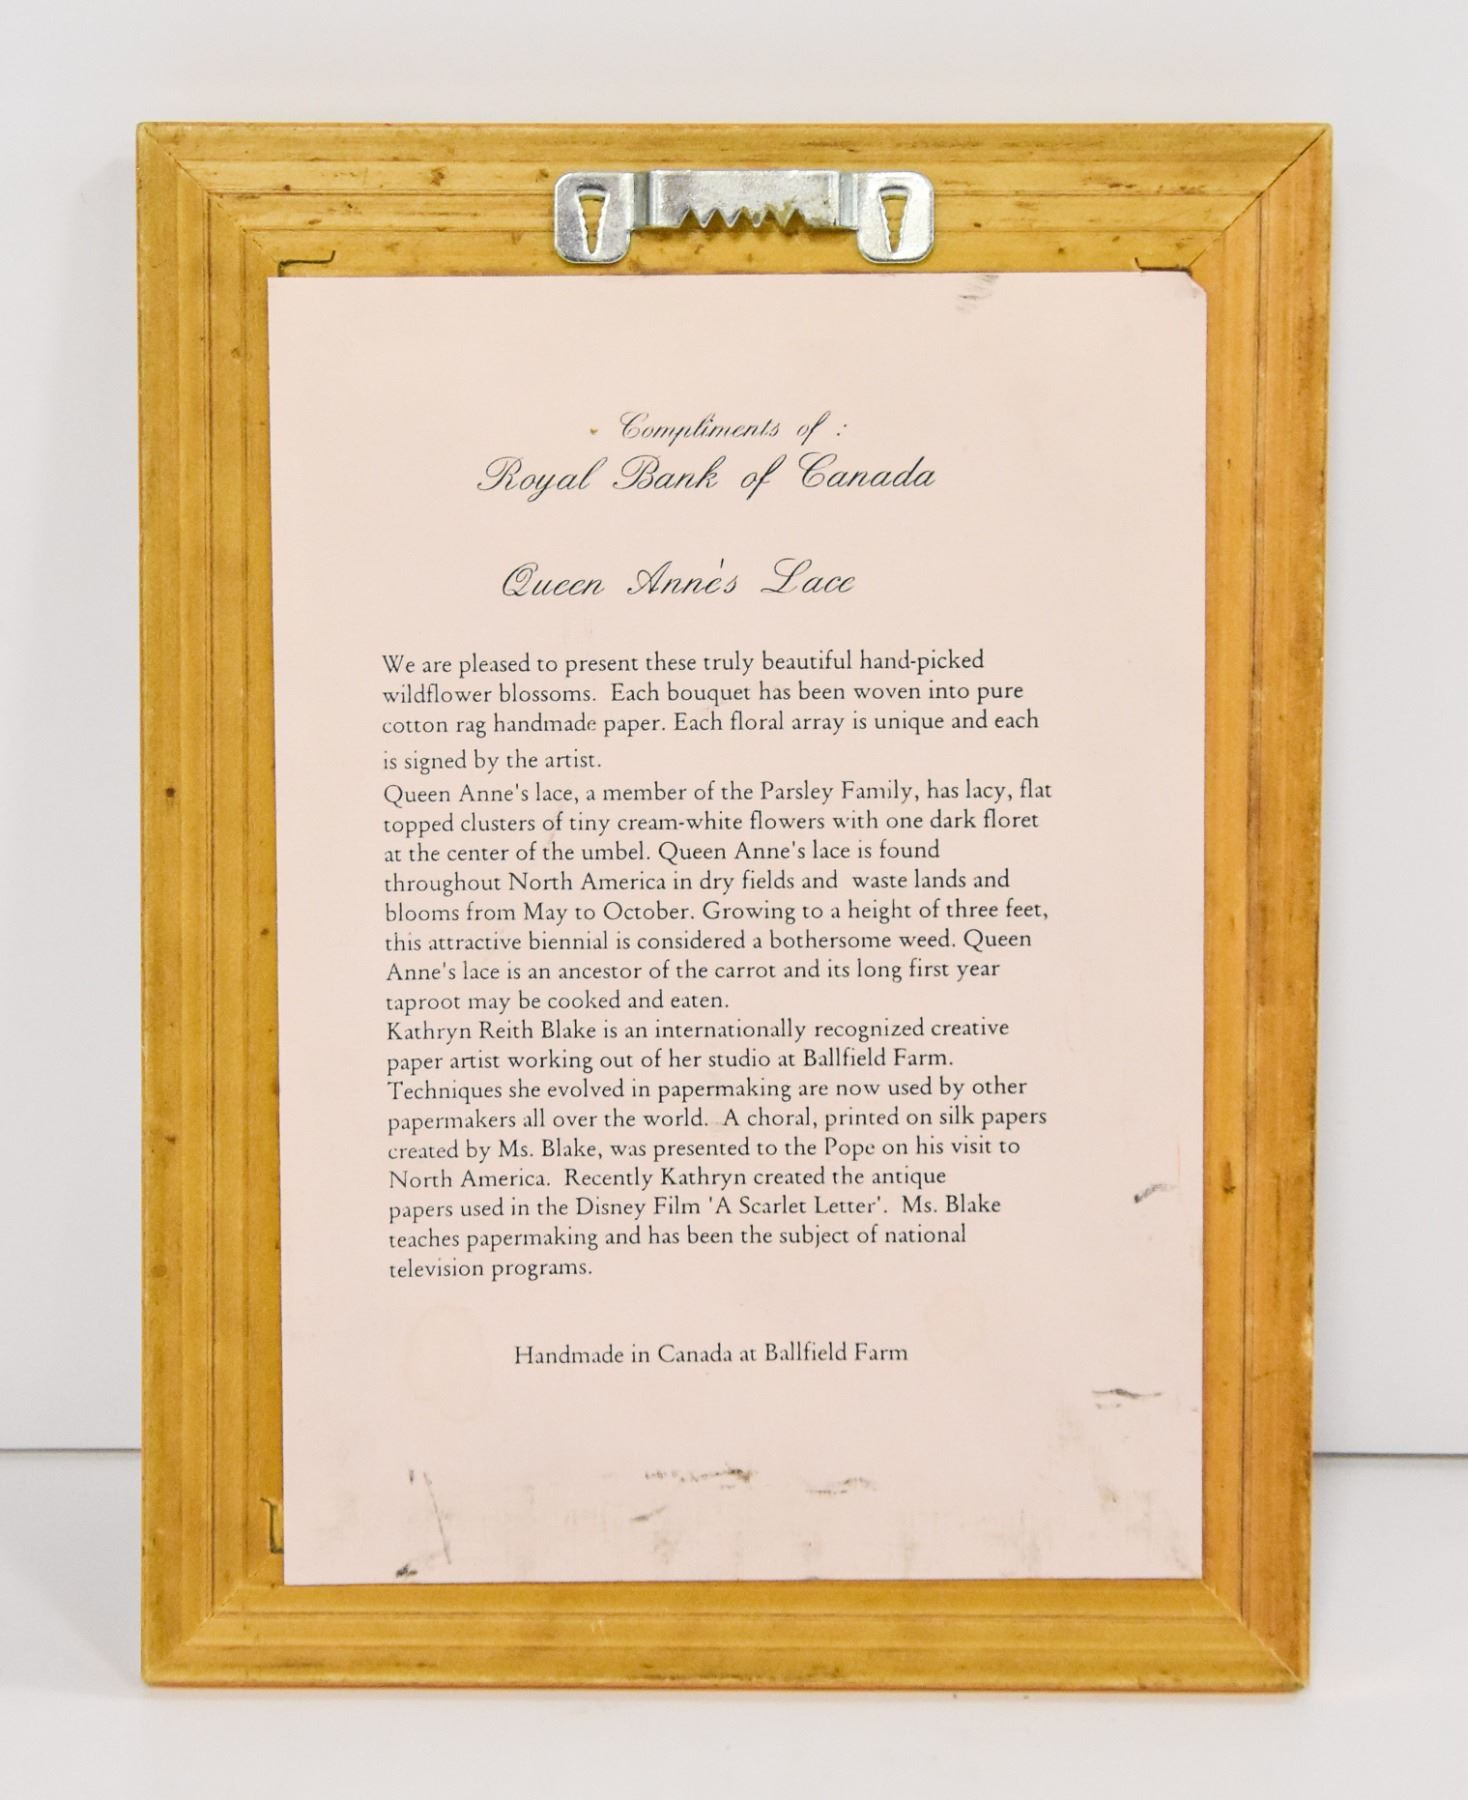 Compliments of :
Royal Bank of Canada
Queen Anne's Lace
We are pleased to present these truly beautiful hand-picked
wildflower blossoms.  Each bouquet has been woven into pure
cotton rag handmade paper. Each floral array is unique and each
is signed by the artist.
Queen Anne's lace, a member of the Parsley Family, has lacy, flat
topped clusters of tiny cream-white flowers with one dark floret
at the center of the umbel. Queen Anne's lace is found
throughout North America in dry fields and  waste lands and
blooms from May to October. Growing to a height of three feet,
this attractive biennial is considered a bothersome weed. Queen
Anne's lace is an ancestor of the carrot and its long first year
taproot may be cooked and eaten.
Kathryn Reith Blake is an internationally recognized creative
paper artist working out of her studio at Ballfield Farm.
Techniques she evolved in papermaking are now used by other
papermakers all over the world.  A choral, printed on silk papers
created by Ms. Blake, was presented to the Pope on his visit to
North America.  Recently Kathryn created the antique
papers used in the Disney Film 'A Scarlet Letter'.  Ms. Blake
teaches papermaking and has been the subject of national
television programs.
Handmade in Canada at Ballfield Farm